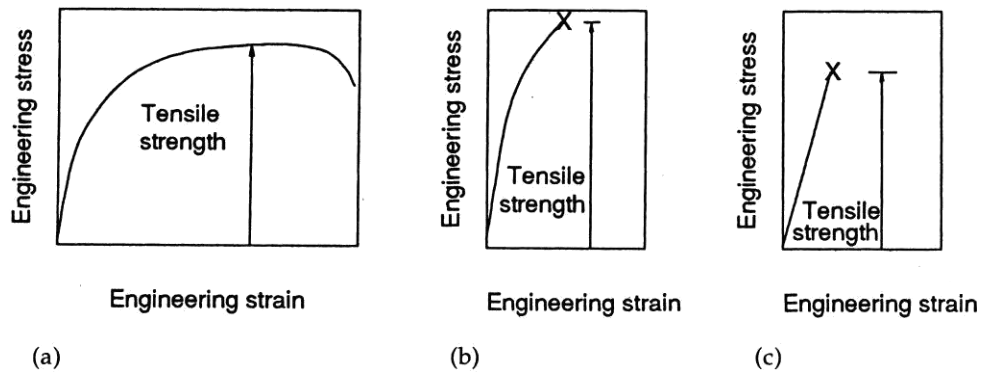 Engineering stress
Tensile
strength
Engineering strain
(a)
Engineering stress
X
Tensile
strength
Engineering strain
(b)
Engineering stress
X
Tensile
strength
Engineering strain
(c)